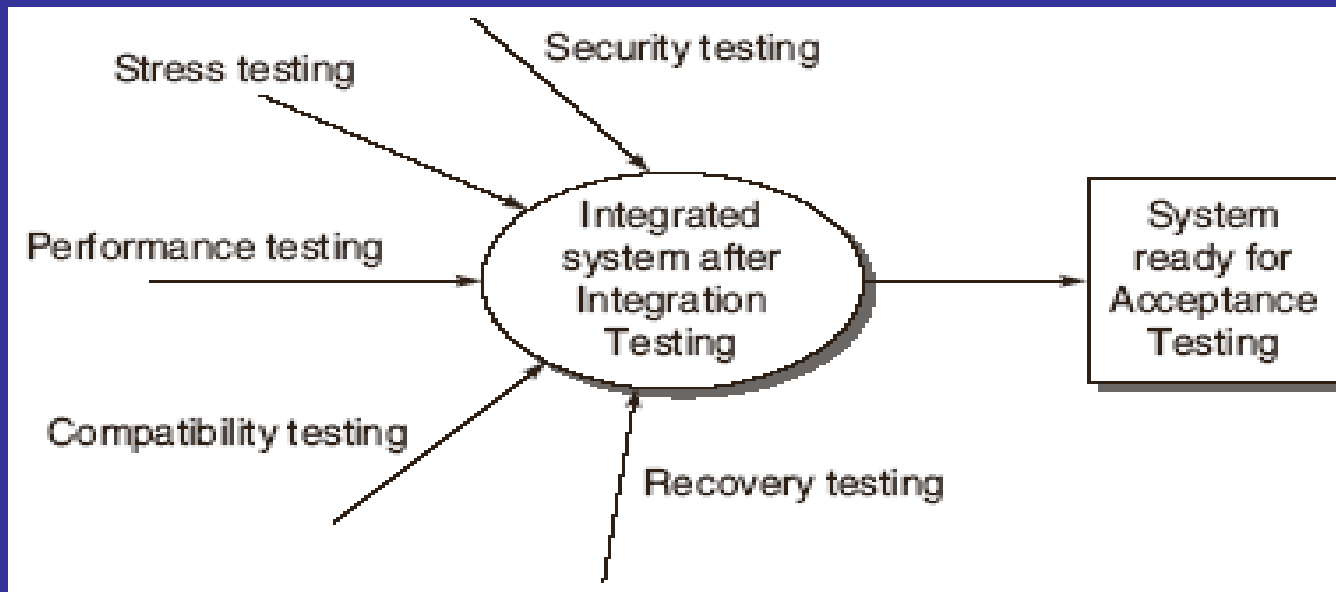 Security testing
Stress testing
Performance testing
Integrated
system after
Integration
Testing
System
ready for
Acceptance
Testing
Compatibility testing
Recovery testing